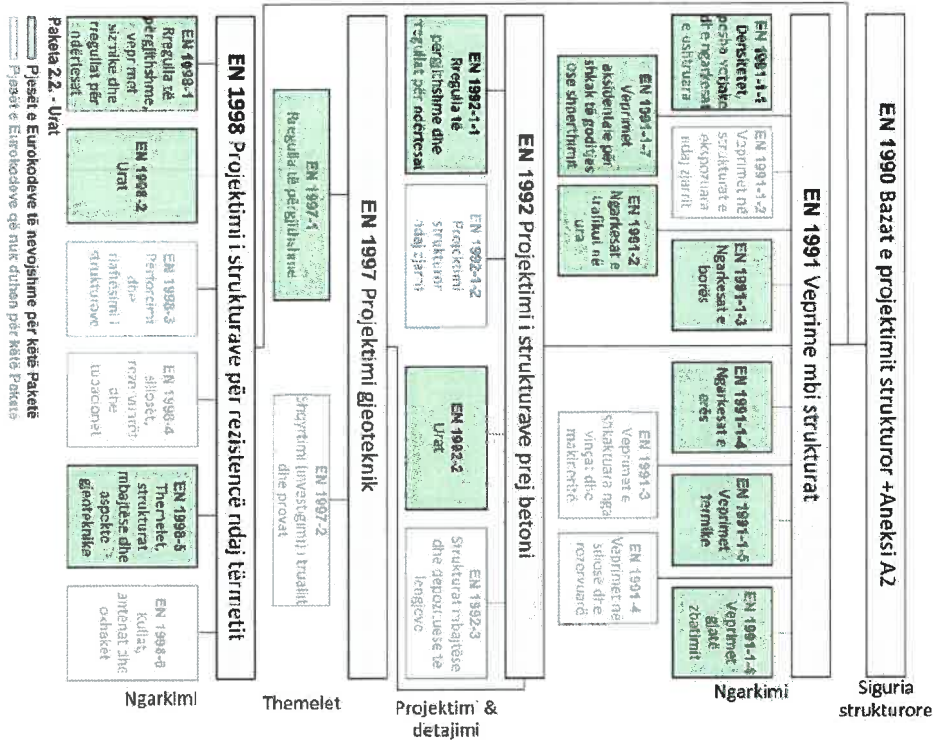 EN 1990 Bazat e projektimit strukturor +Aneksi A2
Siguria
strukturore
EN 1991 Veprime mbi strukturat
Ngarkimi
EN 1991-1-1
Densitetet,
pesha vetjake
dhe ngarkesat
e ushtruara
EN 1991-1-2
Veprimet në
strukturat e
ekspozuara
ndaj zjarrit
EN 1991-1-3
Ngarkesat e
borës
EN 1991-1-4
Ngarkesat e
erës
EN 1991-1-5
Veprimet
termike
EN 1991-1-6
Veprimet
gjatë
zbatimit
EN 1991-1-7
Veprimet
aksidentale për
shkak të goditjes
ose shpërthimit
EN 1991-2
Ngarkesat e
trafikut në
ura
EN 1991-3
Veprimet e
shkaktuara nga
vinçat dhe
makineritë
EN 1991-4
Veprimet në
silosë dhe
rezervuarë
EN 1992 Projektimi i strukturave prej betoni
Projektim &
detajimi
EN 1992-1-1
Rregulla të
përgjithshme dhe
rregullat për ndërtesat
EN 1992-1-2
Projektimi
strukturor
ndaj zjarrit
EN 1992-2
Urat
EN 1992-3
Strukturat mbajtëse
dhe depozituese të
lëngjeve
EN 1997 Projektimi gjeoteknik
Themelet
EN 1997-1
Rregulla të përgjithshme
EN 1997-2
Shqyrtimi (investigimi) i truallit
dhe provat
EN 1998 Projektimi i strukturave për rezistencë ndaj tërmetit
Ngarkimi
EN 1998-1
Rregulla të
përgjithshme,
veprimet
sizmike dhe
rregullat për
ndërtesat
EN 1998-2
Urat
EN 1998-3
Përforcimi
dhe
riaftësimi i
strukturave
EN 1998-4
silosët,
rezervuarët
dhe
tubacionet
EN 1998-5
Themelet,
strukturat
mbajtëse dhe
aspekte
gjeoteknike
EN 1998-6
Kullat,
antënat dhe
oxhakët
Paketa 2.2. - Urat
Pjesët e Eurokodeve të nevojshme për këtë Paketë
Pjesët e Eurokodeve që nuk duhen për këtë Paketë